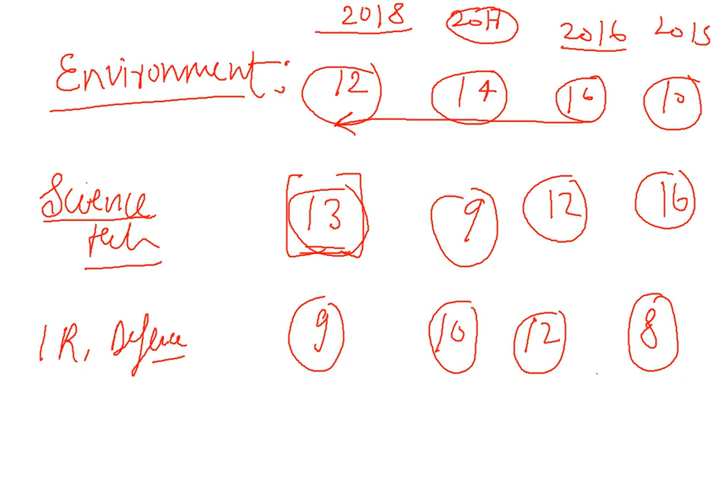 2018 2017 2016 2015
Environment: 12 14 16 10
Science 13 9 12 16
tech
IR, Defence 9 10 12 8